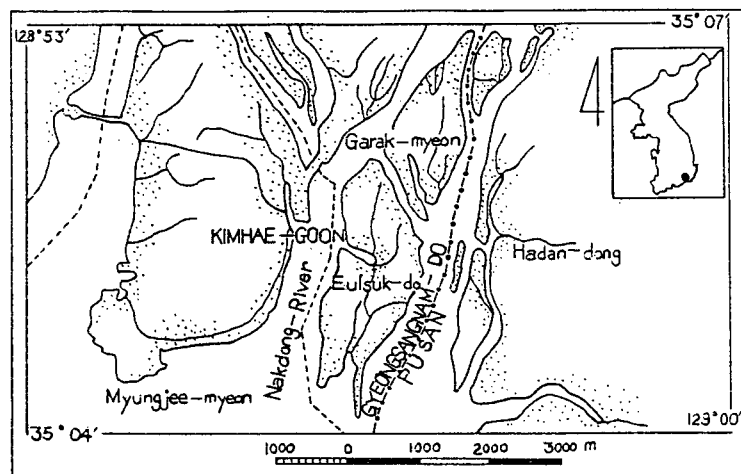 128°53′
35°07′
Garak-myeon
KIMHAE-GOON
Hadan-dong
Eulsuk-do
Nakdong-River
GYEONGSANGNAM-DO
PUSAN
Myungjee-myeon
35°04′
129°00′
1000 0 1000 2000 3000 m